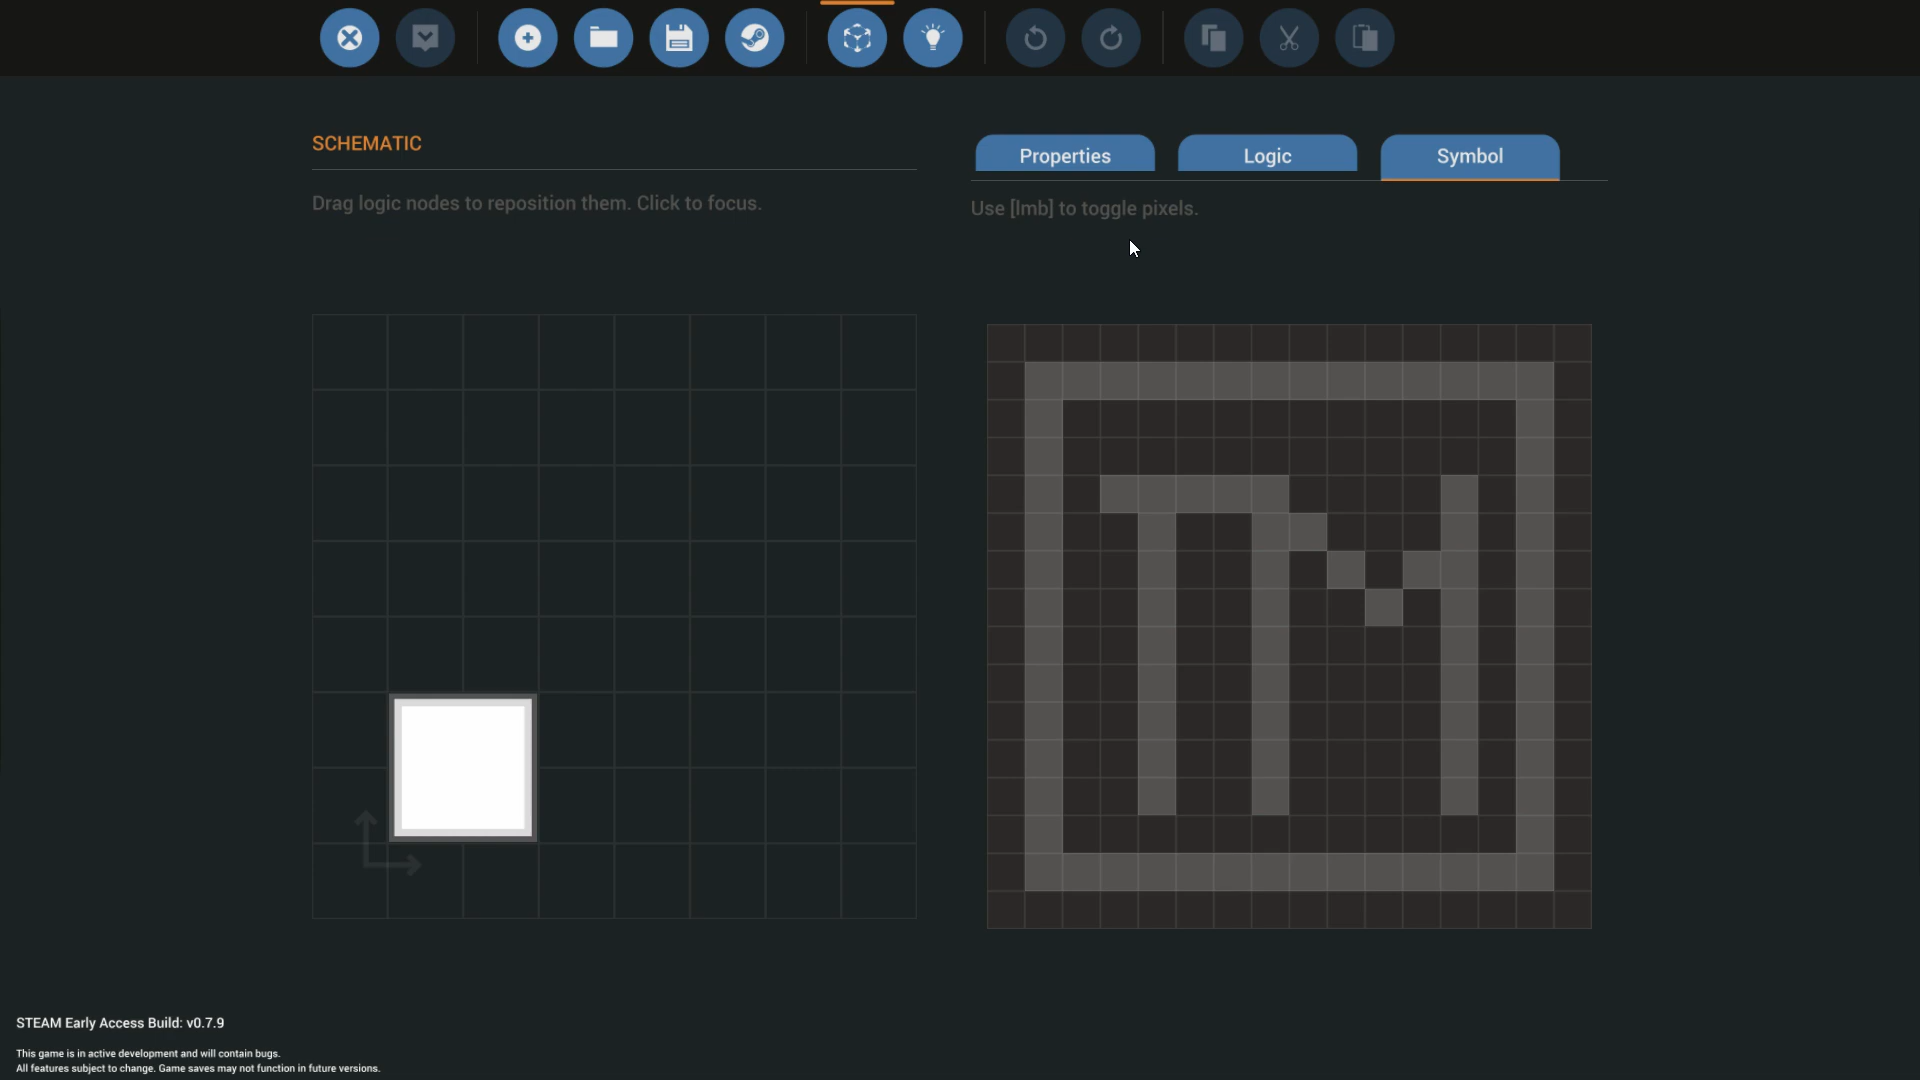 SCHEMATIC
Drag logic nodes to reposition them. Click to focus.
Properties
Logic
Symbol
Use [lmb] to toggle pixels.
TM
STEAM Early Access Build: v0.7.9
This game is in active development and will contain bugs.
All features subject to change. Game saves may not function in future versions.